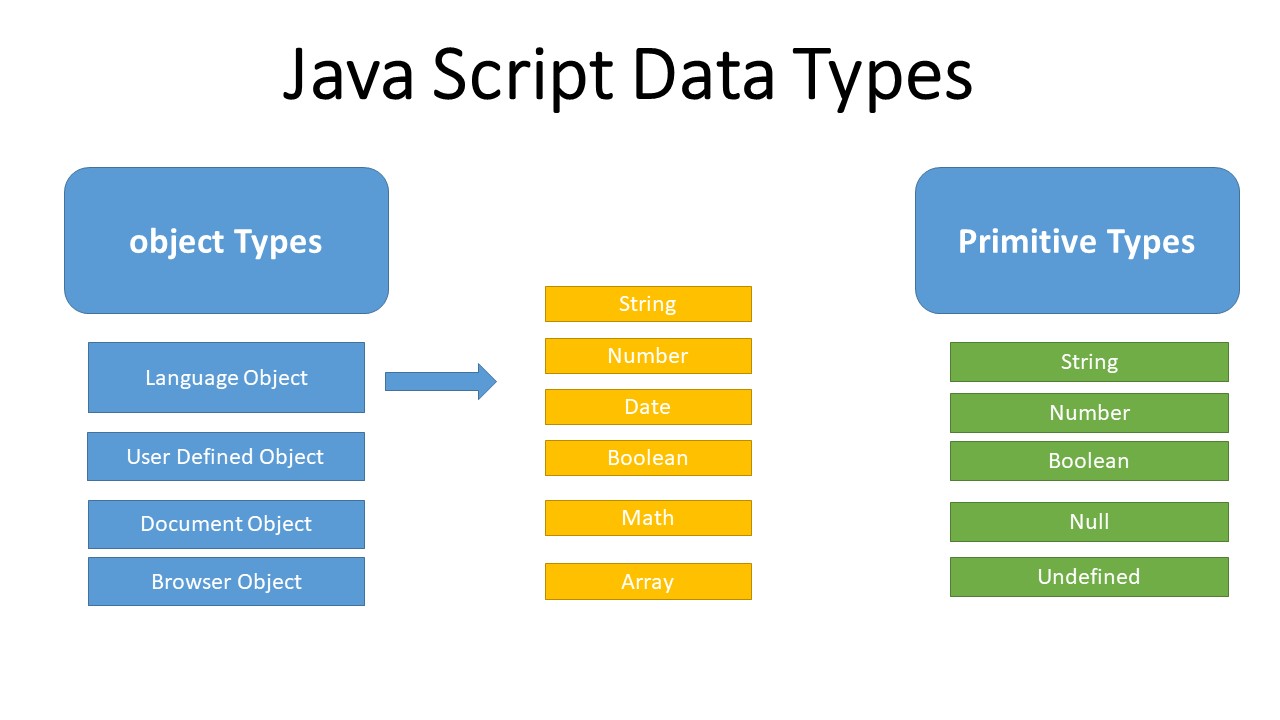 Java Script Data Types
object Types
Language Object
User Defined Object
Document Object
Browser Object
String
Number
Date
Boolean
Math
Array
Primitive Types
String
Number
Boolean
Null
Undefined